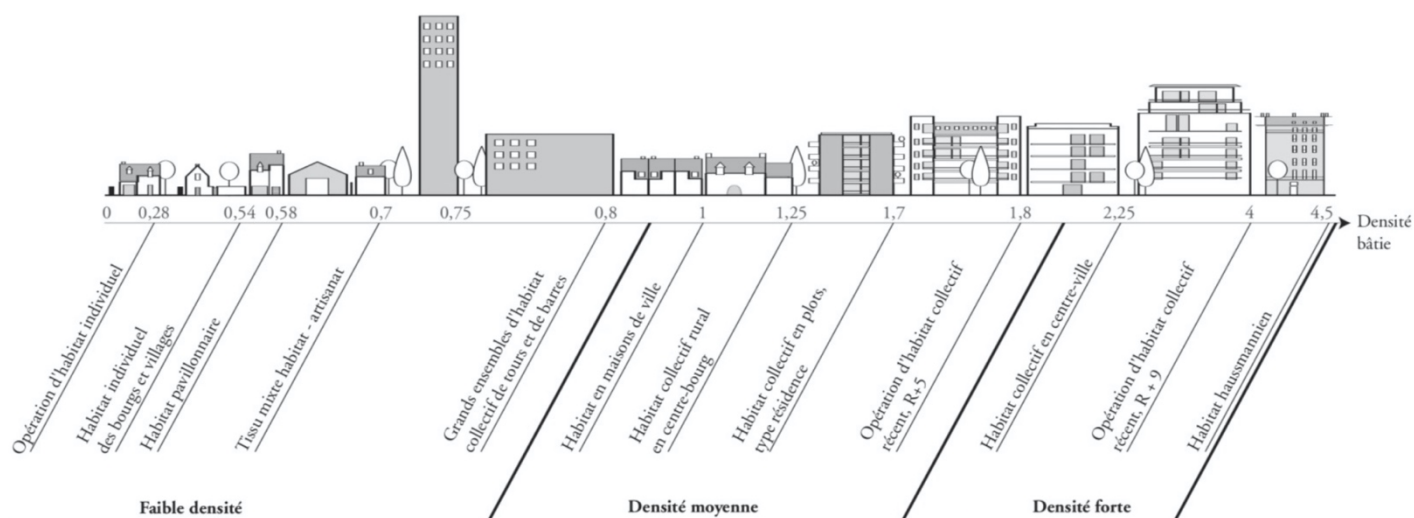 0
0,28
0,54
0,58
0,7
0,75
0,8
1
1,25
1,7
1,8
2,25
4
4,5
Densité
bâtie
Opération d'habitat individuel
Habitat individuel
des bourgs et villages
Habitat pavillonnaire
Tissu mixte habitat - artisanat
Grands ensembles d'habitat
collectif de tours et de barres
Habitat en maisons de ville
Habitat collectif rural
en centre-bourg
Habitat collectif en plots,
type résidence
Opération d'habitat collectif
récent, R+5
Habitat collectif en centre-ville
Opération d'habitat collectif
récent, R + 9
Habitat haussmannien
Faible densité
Densité moyenne
Densité forte